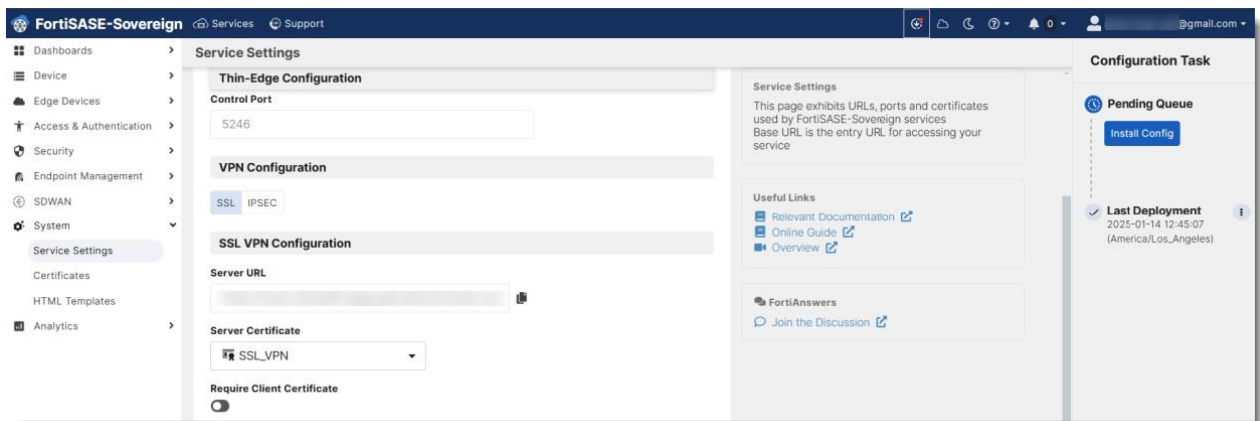 FortiSASE-Sovereign Services Support 0 @gmail.com
Dashboards
Device
Edge Devices
Access & Authentication
Security
Endpoint Management
SDWAN
System
Service Settings
Certificates
HTML Templates
Analytics
Service Settings
Thin-Edge Configuration
Control Port
5246
VPN Configuration
SSL IPSEC
SSL VPN Configuration
Server URL
Server Certificate
SSL_VPN
Require Client Certificate
Service Settings
This page exhibits URLs, ports and certificates
used by FortiSASE-Sovereign services
Base URL is the entry URL for accessing your
service
Useful Links
Relevant Documentation
Online Guide
Overview
FortiAnswers
Join the Discussion
Configuration Task
Pending Queue
Install Config
Last Deployment
2025-01-14 12:45:07
(America/Los_Angeles)